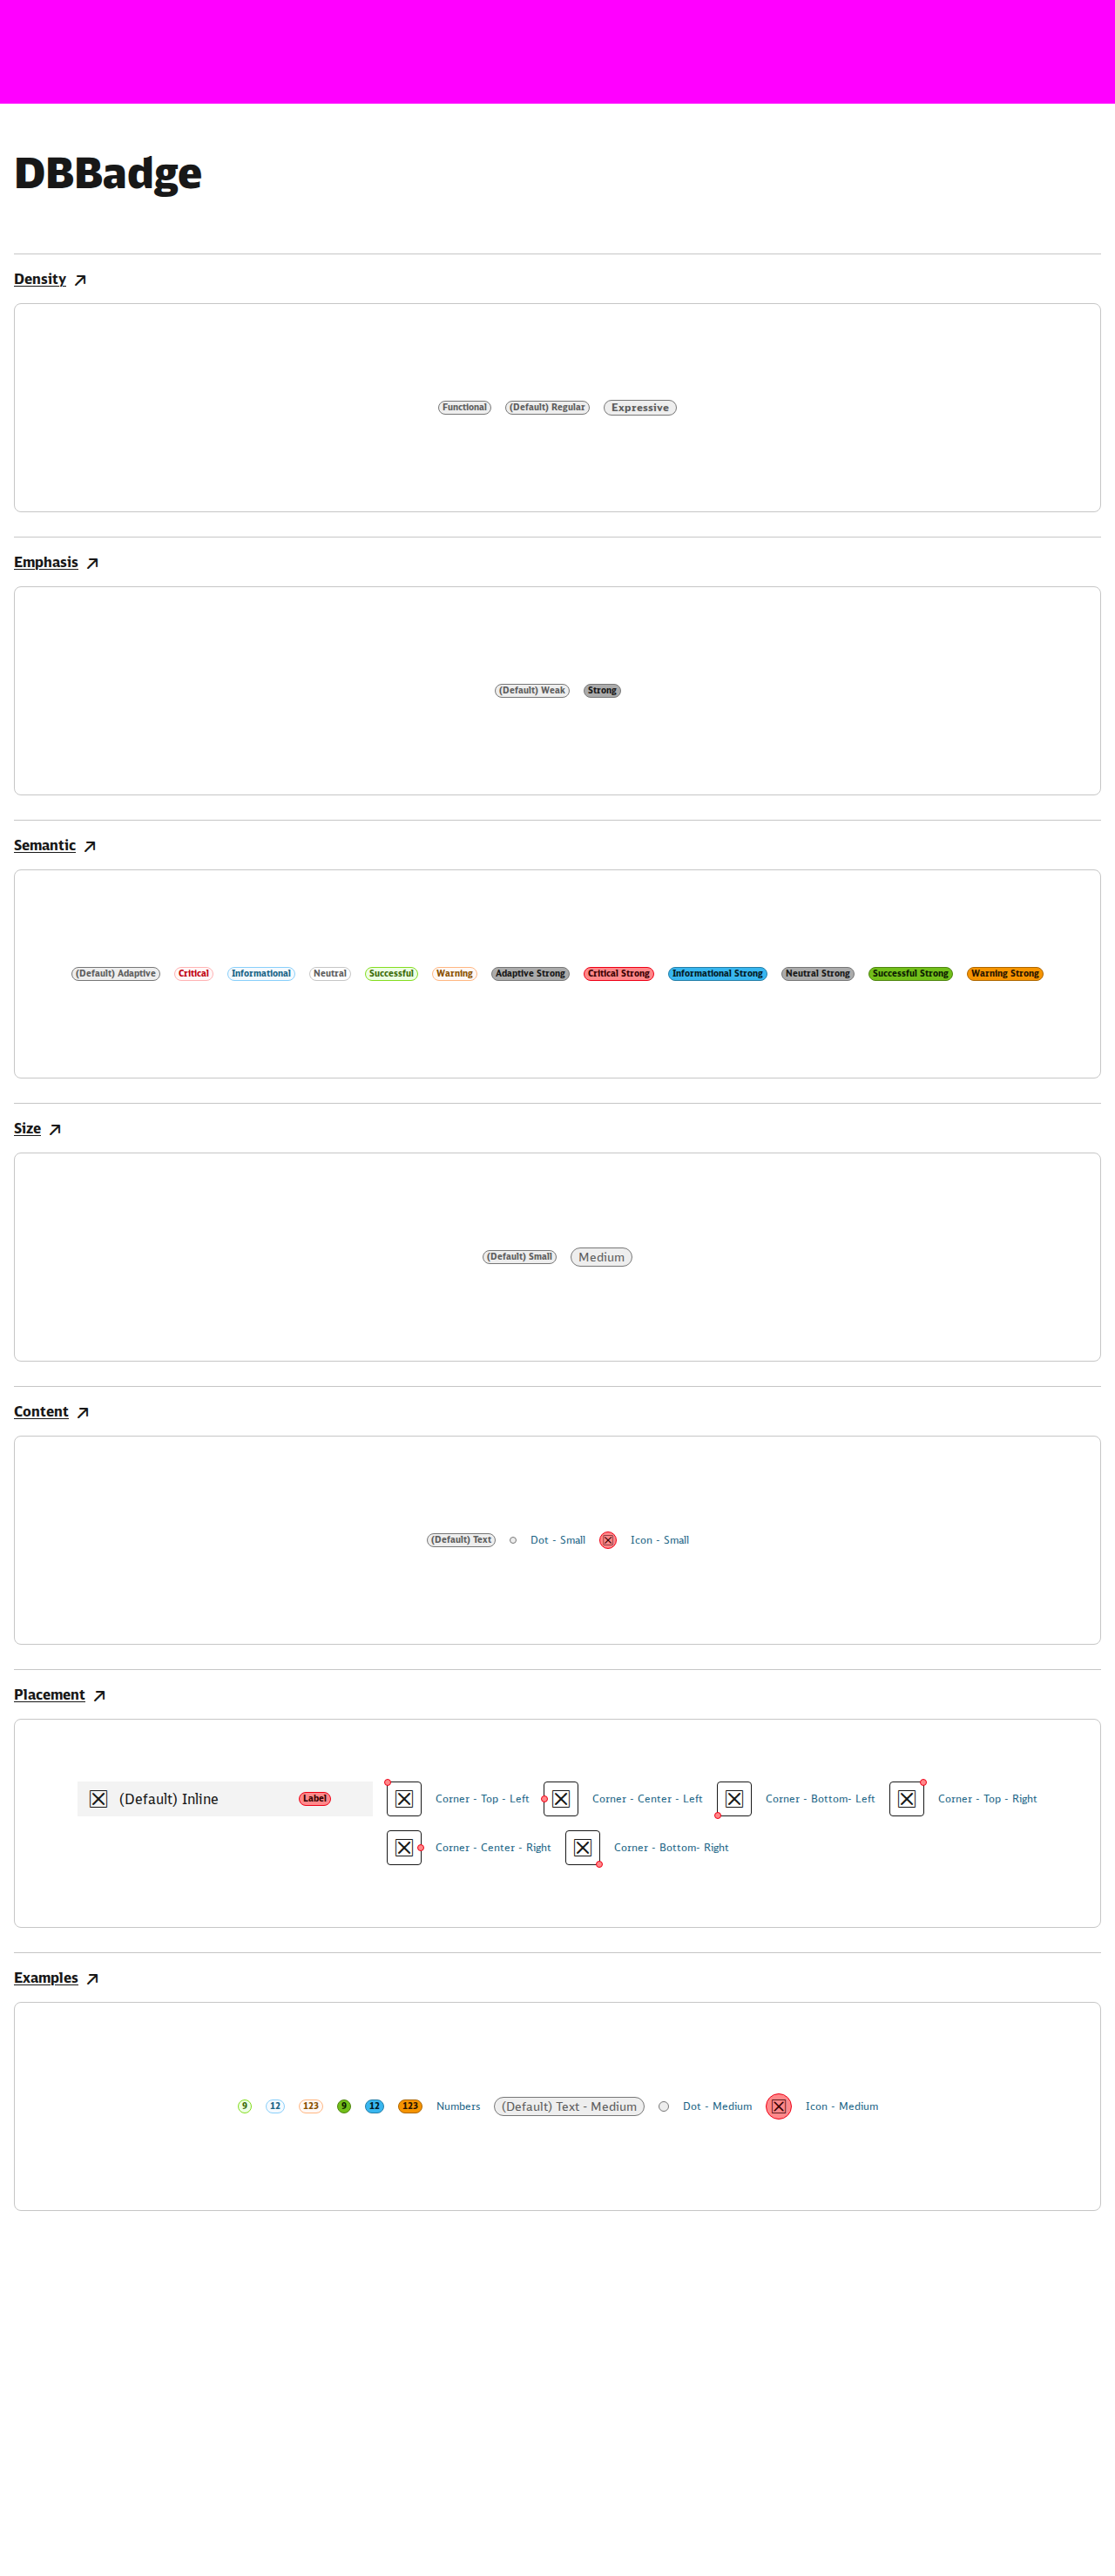 DBBadge
Density
Functional (Default) Regular Expressive
Emphasis
(Default) Weak Strong
Semantic
(Default) Adaptive Critical Informational Neutral Successful Warning Adaptive Strong Critical Strong Informational Strong Neutral Strong Successful Strong Warning Strong
Size
(Default) Small Medium
Content
(Default) Text Dot - Small Icon - Small
Placement
(Default) Inline Label Corner - Top - Left Corner - Center - Left Corner - Bottom- Left Corner - Top - Right
Corner - Center - Right Corner - Bottom- Right
Examples
9 12 123 9 12 123 Numbers (Default) Text - Medium Dot - Medium Icon - Medium